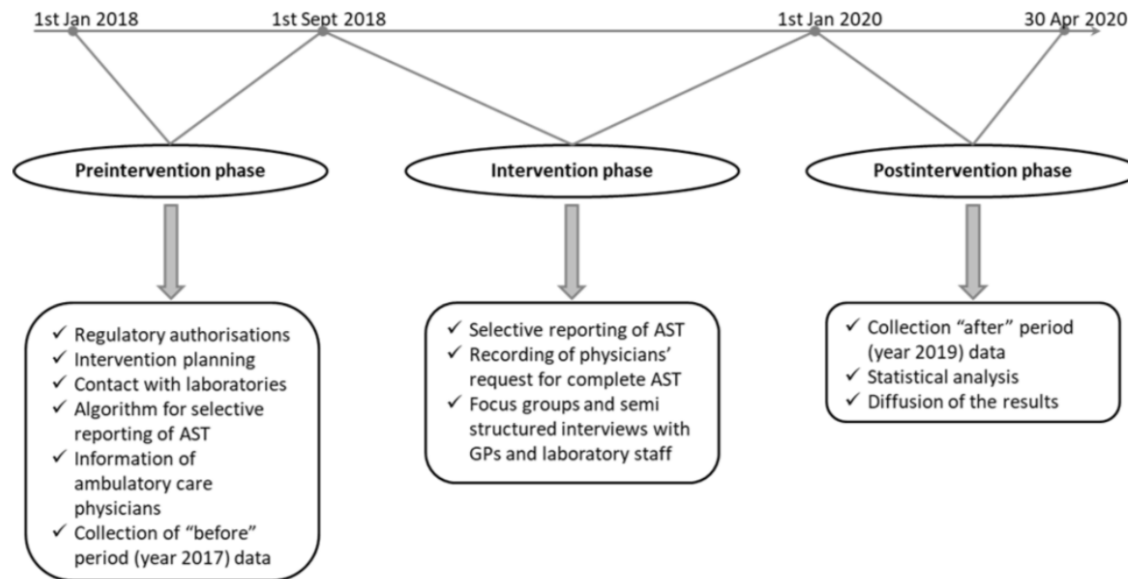 1st Jan 2018 1st Sept 2018 1st Jan 2020 30 Apr 2020
Preintervention phase
Intervention phase
Postintervention phase
✓ Regulatory authorisations
✓ Intervention planning
✓ Contact with laboratories
✓ Algorithm for selective
reporting of AST
✓ Information of
ambulatory care
physicians
✓ Collection of “before”
period (year 2017) data
✓ Selective reporting of AST
✓ Recording of physicians’
request for complete AST
✓ Focus groups and semi
structured interviews with
GPs and laboratory staff
✓ Collection “after” period
(year 2019) data
✓ Statistical analysis
✓ Diffusion of the results